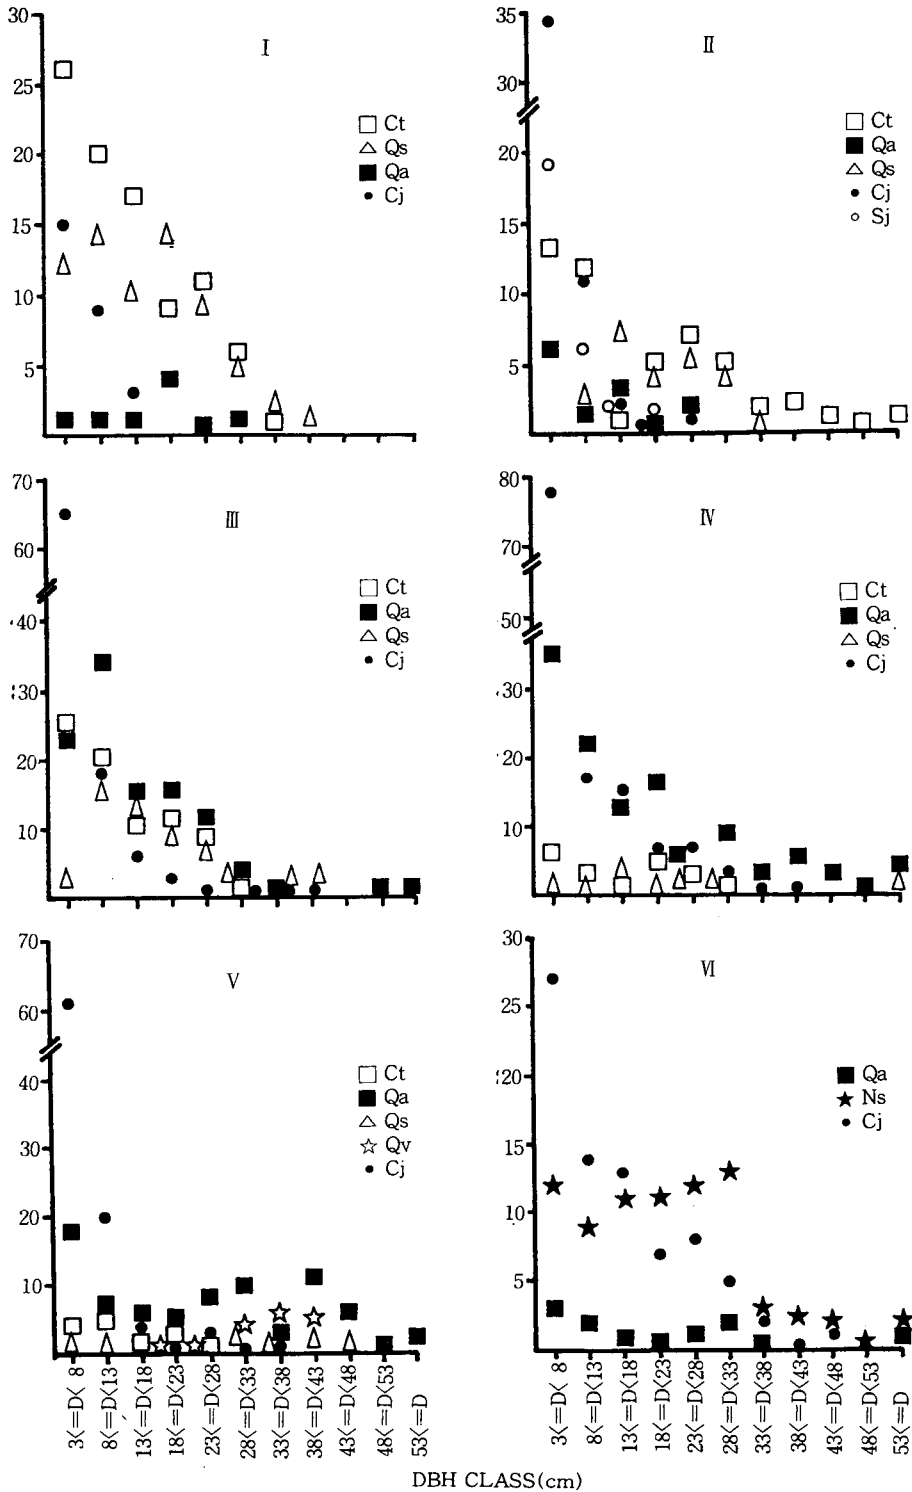 I
30
25
20
15
10
5
Ct
Qs
Qa
Cj
II
35
30
20
15
10
5
Ct
Qa
Qs
Cj
Sj
III
70
60
40
30
20
10
Ct
Qa
Qs
Cj
IV
80
70
50
30
20
10
Ct
Qa
Qs
Cj
V
70
60
40
30
20
10
Ct
Qa
Qs
Qv
Cj
VI
30
25
20
15
10
5
Qa
Ns
Cj
3<=D< 8
8<=D<13
13<=D<18
18<=D<23
23<=D<28
28<=D<33
33<=D<38
38<=D<43
43<=D<48
48<=D<53
53<=D
3<=D< 8
8<=D<13
13<=D<18
18<=D<23
23<=D<28
28<=D<33
33<=D<38
38<=D<43
43<=D<48
48<=D<53
53<=D
DBH CLASS(cm)